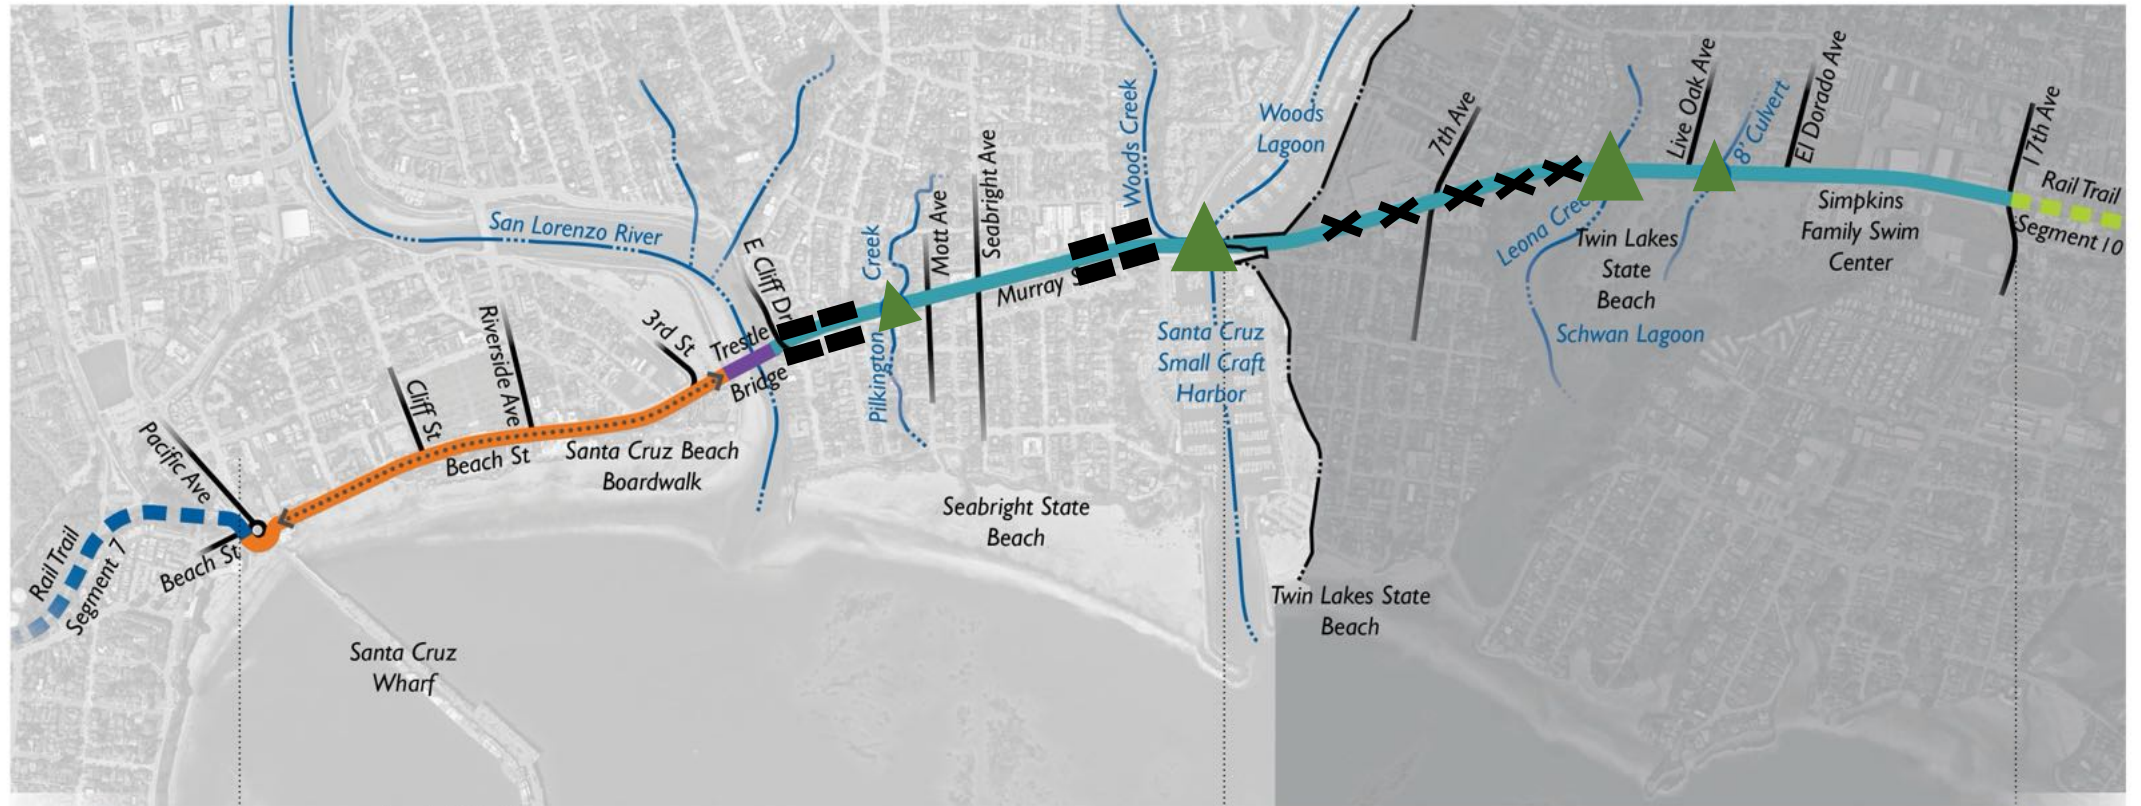 San Lorenzo River
Woods Creek
Woods
Lagoon
7th Ave
Live Oak Ave
8' Culvert
El Dorado Ave
17th Ave
Rail Trail
Segment 10
Simpkins
Family Swim
Center
Leona Cree
Twin Lakes
State
Beach
Schwan Lagoon
Seabright Ave
Mott Ave
Pilkington
Creek
Murray S
E Cliff Dr
Trestle
Bridge
3rd St
Riverside Ave
Cliff St
Beach St
Santa Cruz Beach
Boardwalk
Pacific Ave
Beach St
Rail Trail
Segment 7
Santa Cruz
Small Craft
Harbor
Seabright State
Beach
Twin Lakes State
Beach
Santa Cruz
Wharf